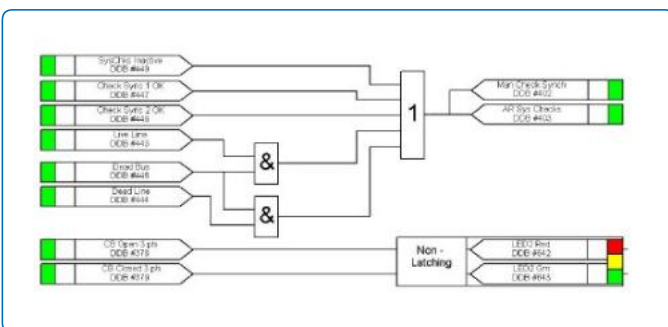 SysChks Inactive
DDB #449
Check Sync 1 OK
DDB #447
Check Sync 2 OK
DDB #448
Live Line
DDB #443
Dead Bus
DDB #446
Dead Line
DDB #444
&
&
1
Man Check Synch
DDB #402
AR Sys Checks
DDB #403
CB Open 3 ph
DDB #378
CB Closed 3 ph
DDB #379
Non -
Latching
LED2 Red
DDB #642
LED2 Grn
DDB #643